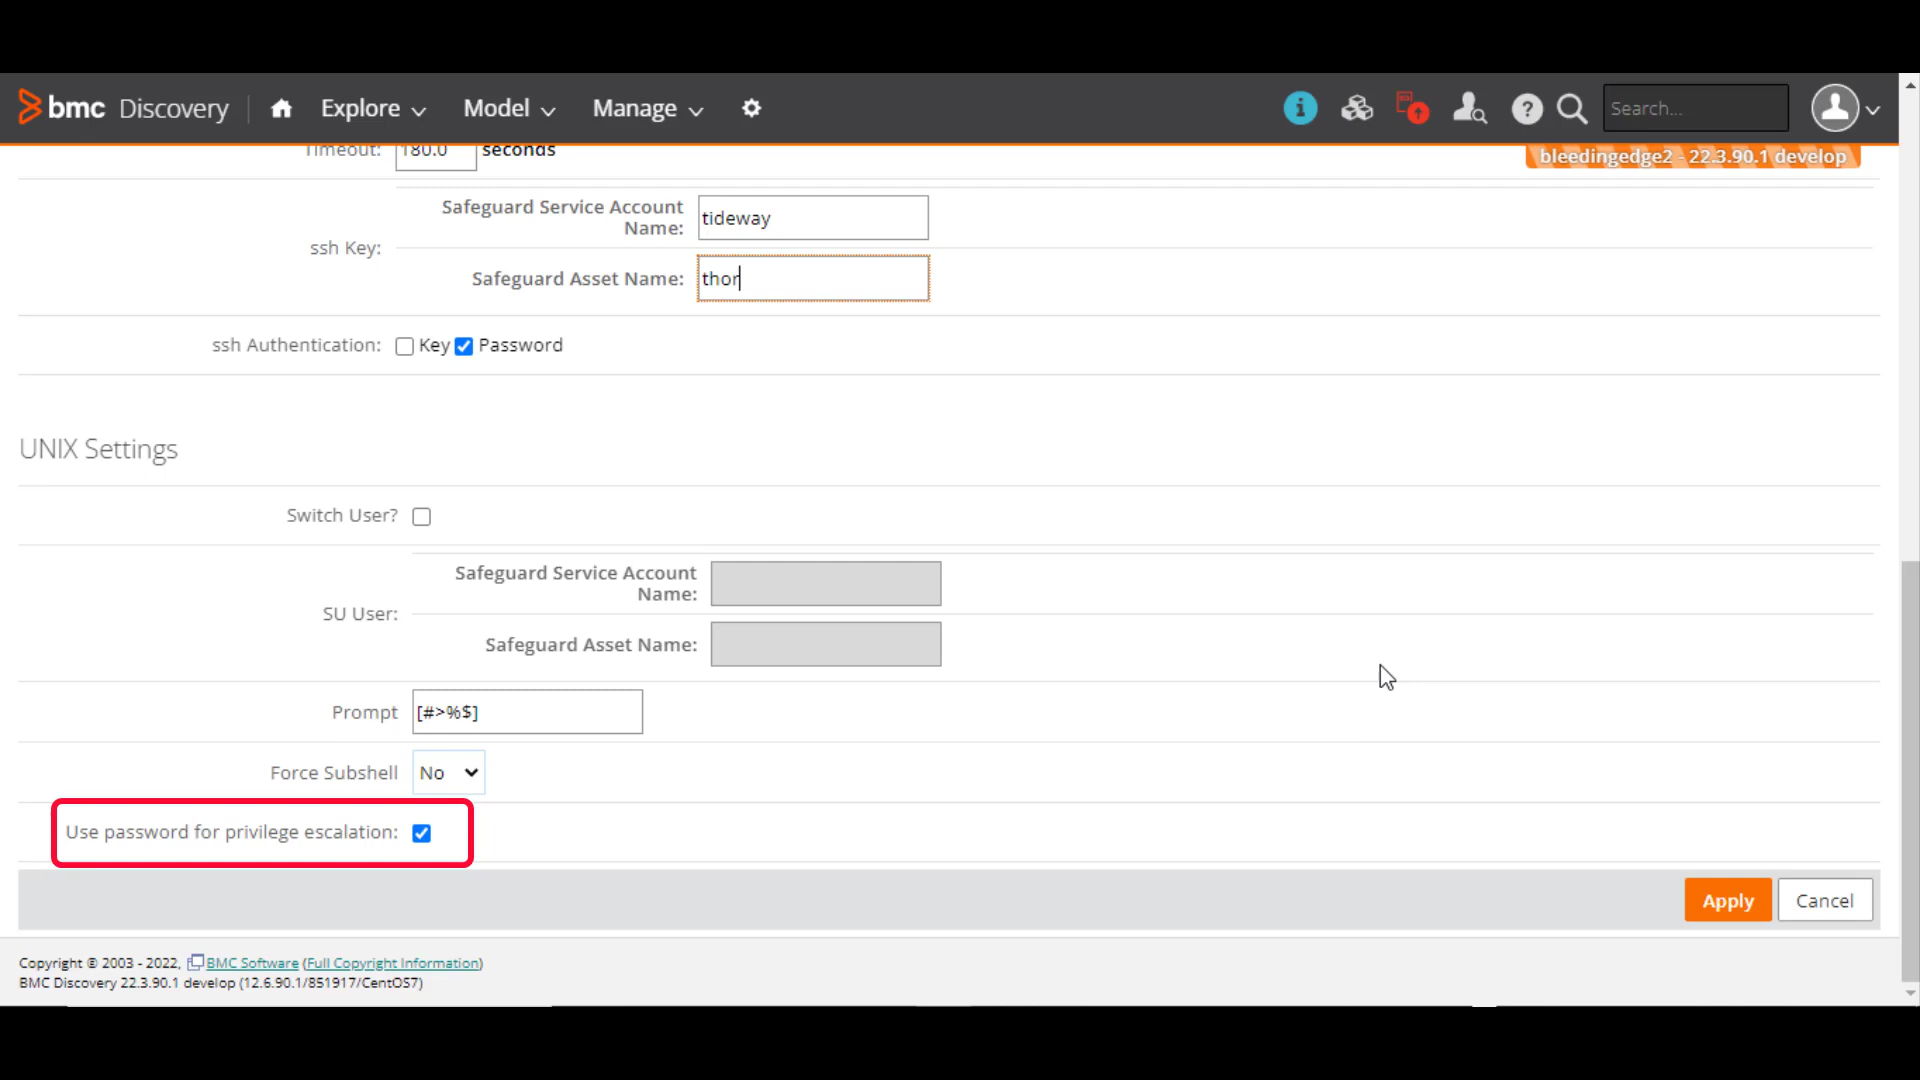 bmc Discovery Explore Model Manage Search...
Timeout: 180.0 seconds
bleedingedge2 - 22.3.90.1 develop
Safeguard Service Account Name: tideway
ssh Key:
Safeguard Asset Name: thor
ssh Authentication: Key Password
UNIX Settings
Switch User?
Safeguard Service Account
Name:
SU User:
Safeguard Asset Name:
Prompt [#>%$]
Force Subshell No
Use password for privilege escalation:
Apply Cancel
Copyright © 2003 - 2022, BMC Software (Full Copyright Information)
BMC Discovery 22.3.90.1 develop (12.6.90.1/851917/CentOS7)